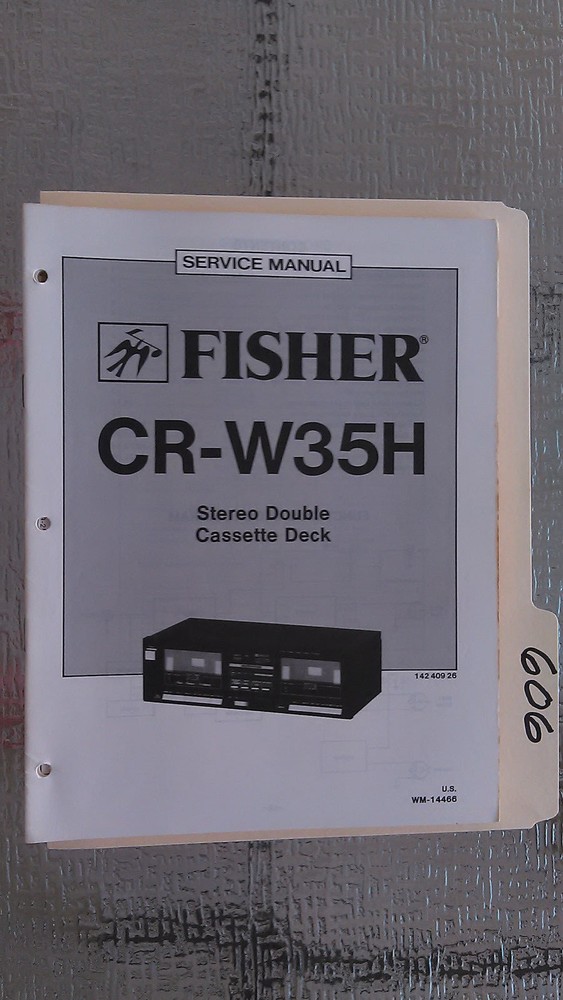 SERVICE MANUAL
FISHER®
CR-W35H
Stereo Double
Cassette Deck
142 409 26
U.S.
WM-14466
606